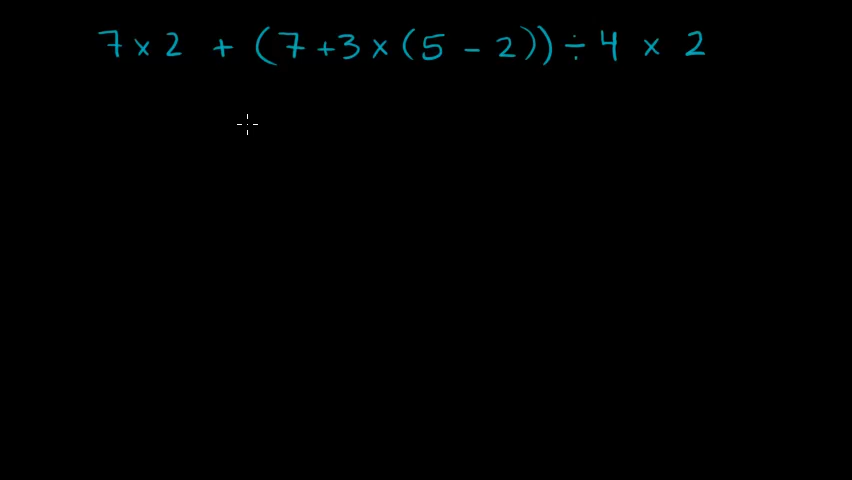 7 × 2 + (7 + 3 × (5 - 2)) ÷ 4 × 2